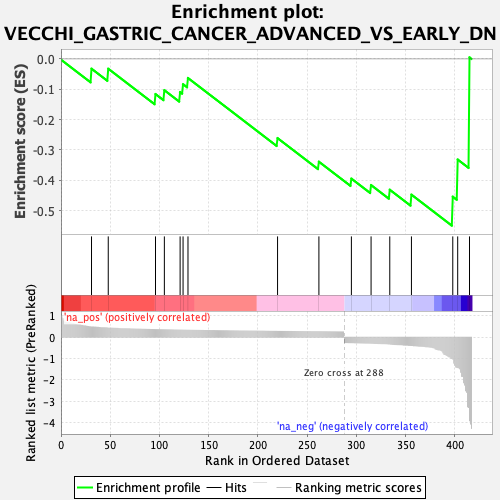 Enrichment plot:
VECCHI_GASTRIC_CANCER_ADVANCED_VS_EARLY_DN
Enrichment score (ES)
0.0
-0.1
-0.2
-0.3
-0.4
-0.5
'na_pos' (positively correlated)
Ranked list metric (PreRanked)
1
0
-1
-2
-3
-4
Zero cross at 288
'na_neg' (negatively correlated)
0 50 100 150 200 250 300 350 400
Rank in Ordered Dataset
Enrichment profile Hits Ranking metric scores